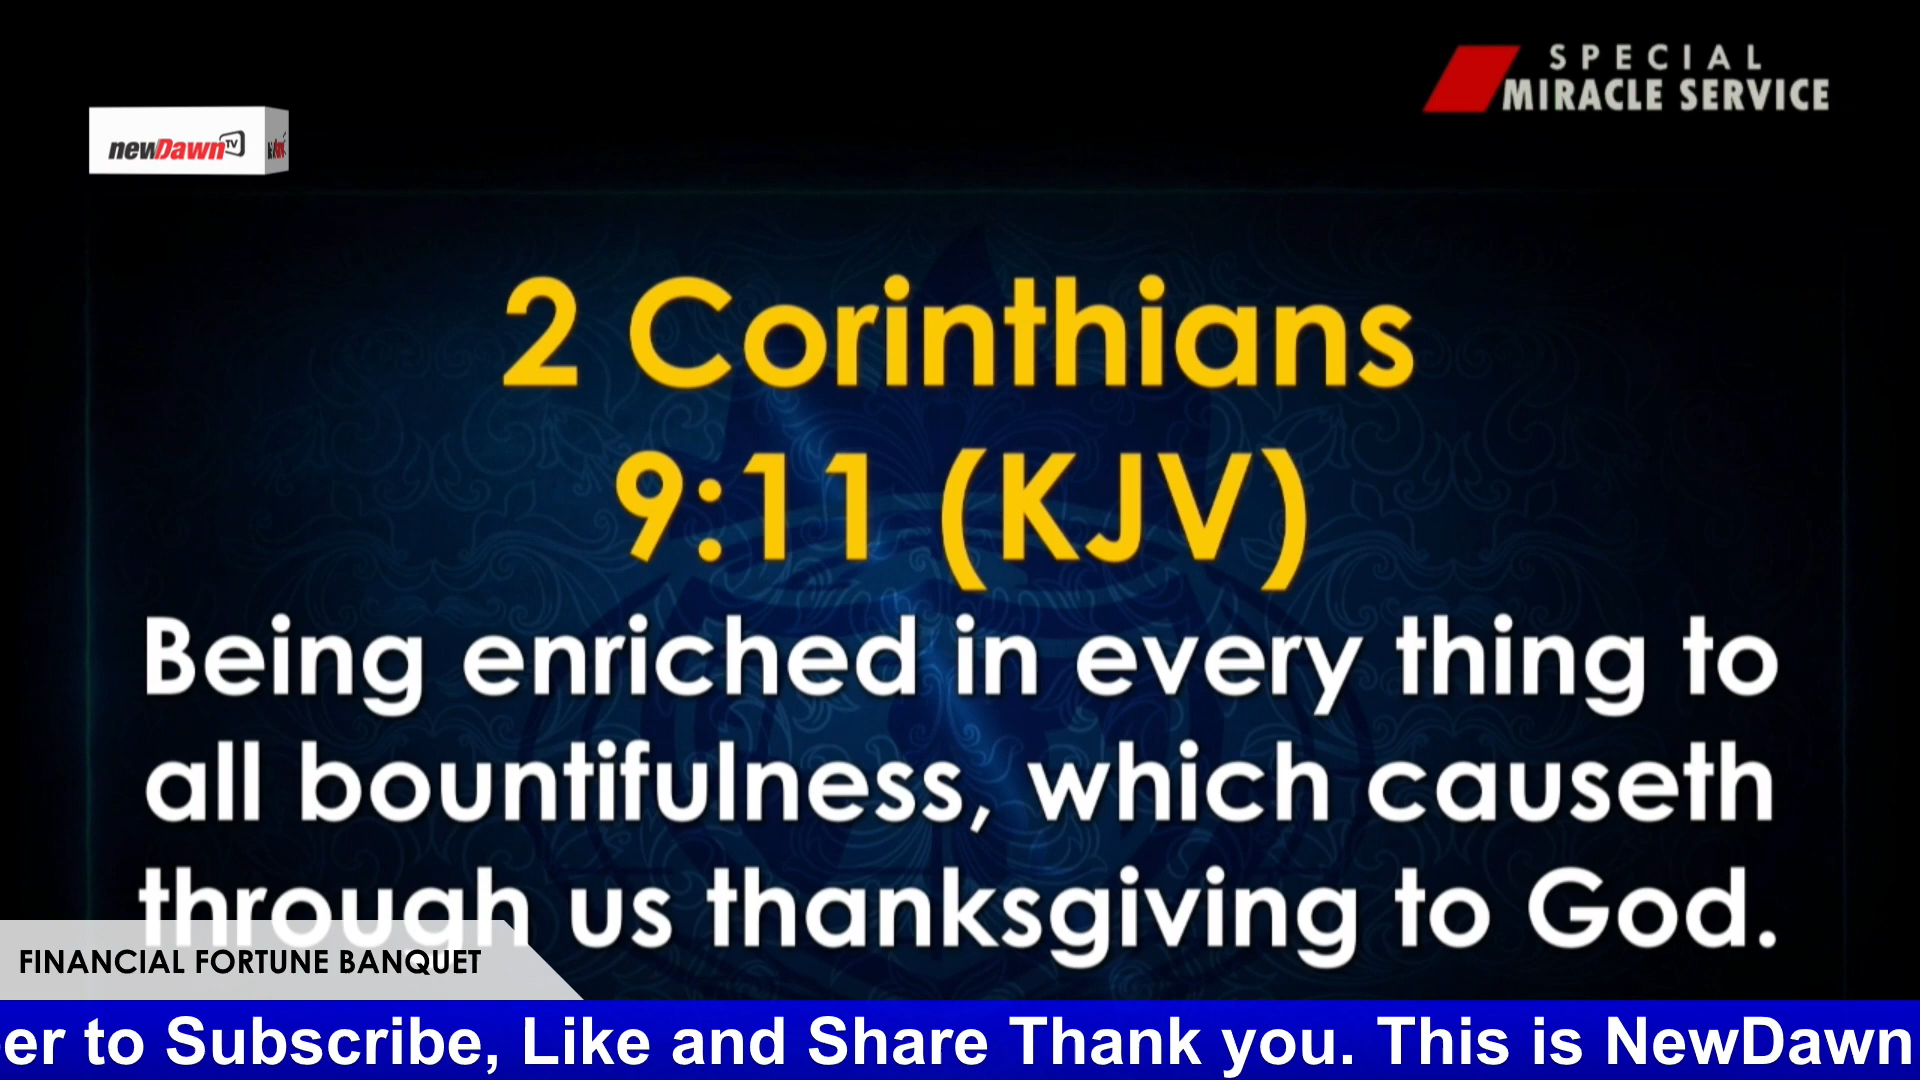 SPECIAL
MIRACLE SERVICE
newDawn TV
2 Corinthians
9:11 (KJV)
Being enriched in every thing to
all bountifulness, which causeth
through us thanksgiving to God.
FINANCIAL FORTUNE BANQUET
to Subscribe, Like and Share Thank you. This is NewDawn